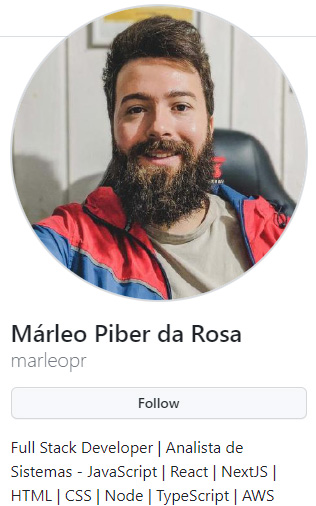 Márleo Piber da Rosa
marleopr
Follow
Full Stack Developer | Analista de
Sistemas - JavaScript | React | NextJS |
HTML | CSS | Node | TypeScript | AWS